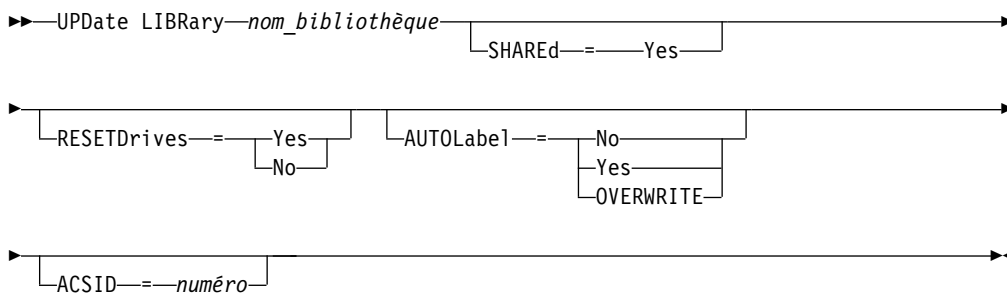 UPDate LIBRary nom_bibliothèque
SHAREd = Yes
RESETDrives = Yes
No
AUTOLabel = No
Yes
OVERWRITE
ACSID = numéro